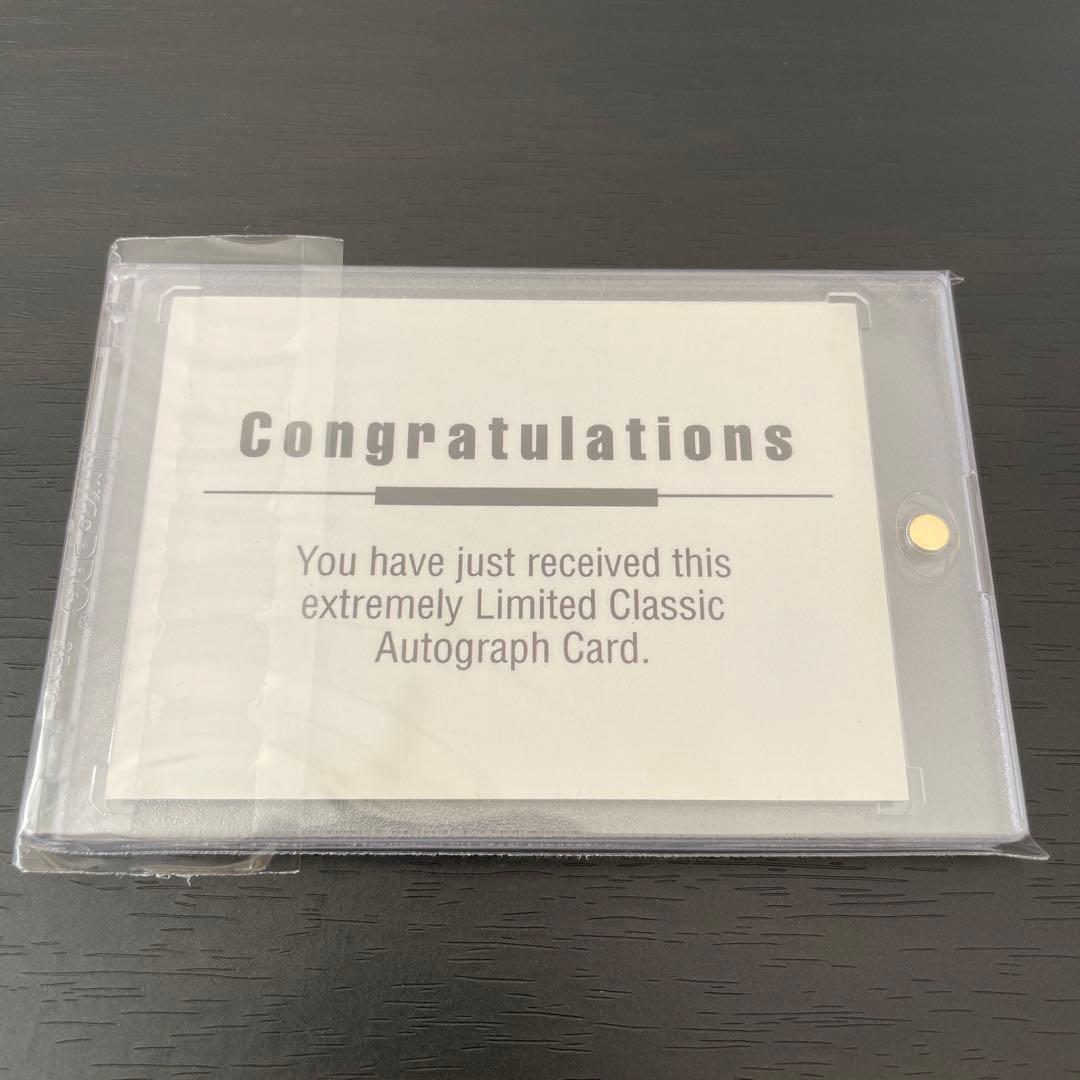 Congratulations
You have just received this
extremely Limited Classic
Autograph Card.